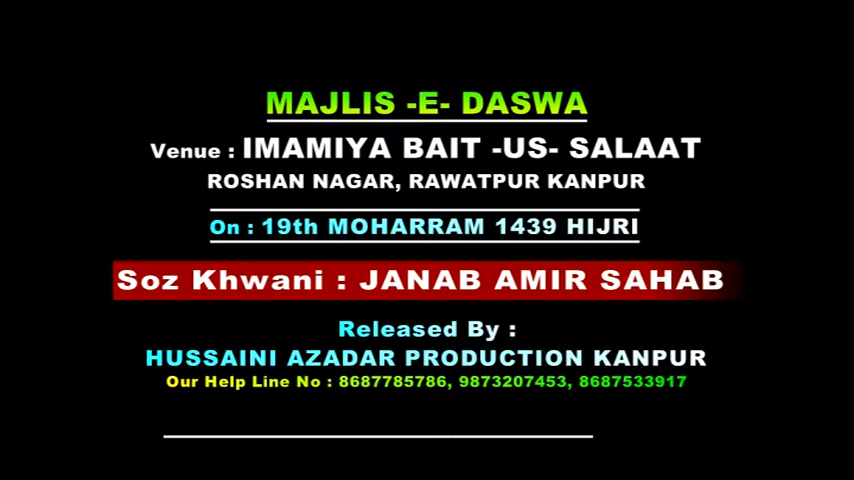 MAJLIS -E- DASWA
Venue : IMAMIYA BAIT -US- SALAAT
ROSHAN NAGAR, RAWATPUR KANPUR
On : 19th MOHARRAM 1439 HIJRI
Soz Khwani : JANAB AMIR SAHAB
Released By :
HUSSAINI AZADAR PRODUCTION KANPUR
Our Help Line No : 8687785786, 9873207453, 8687533917